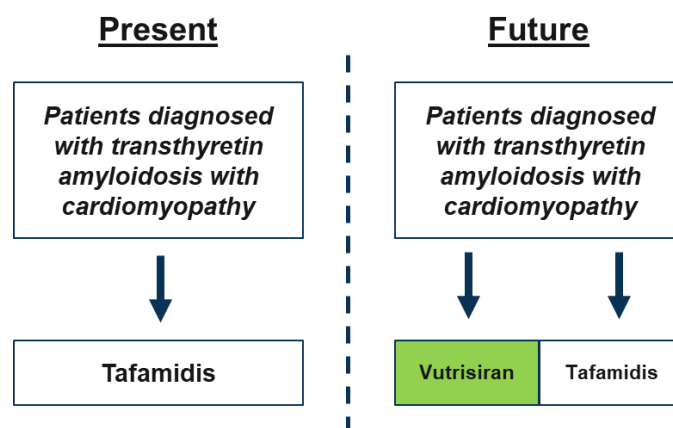 Present
Patients diagnosed
with transthyretin
amyloidosis with
cardiomyopathy
Tafamidis
Future
Patients diagnosed
with transthyretin
amyloidosis with
cardiomyopathy
Vutrisiran
Tafamidis